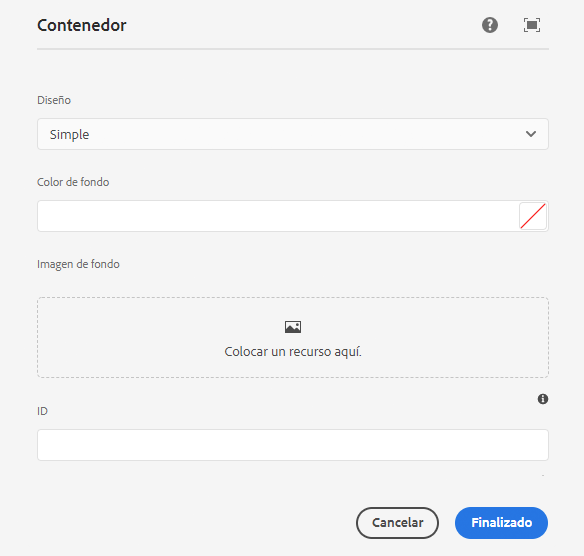 Contenedor
Diseño
Simple
Color de fondo
Imagen de fondo
Colocar un recurso aquí.
ID
Cancelar
Finalizado